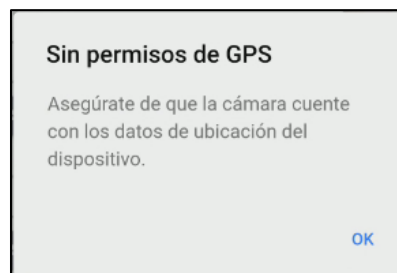 Sin permisos de GPS
Asegúrate de que la cámara cuente
con los datos de ubicación del
dispositivo.
OK